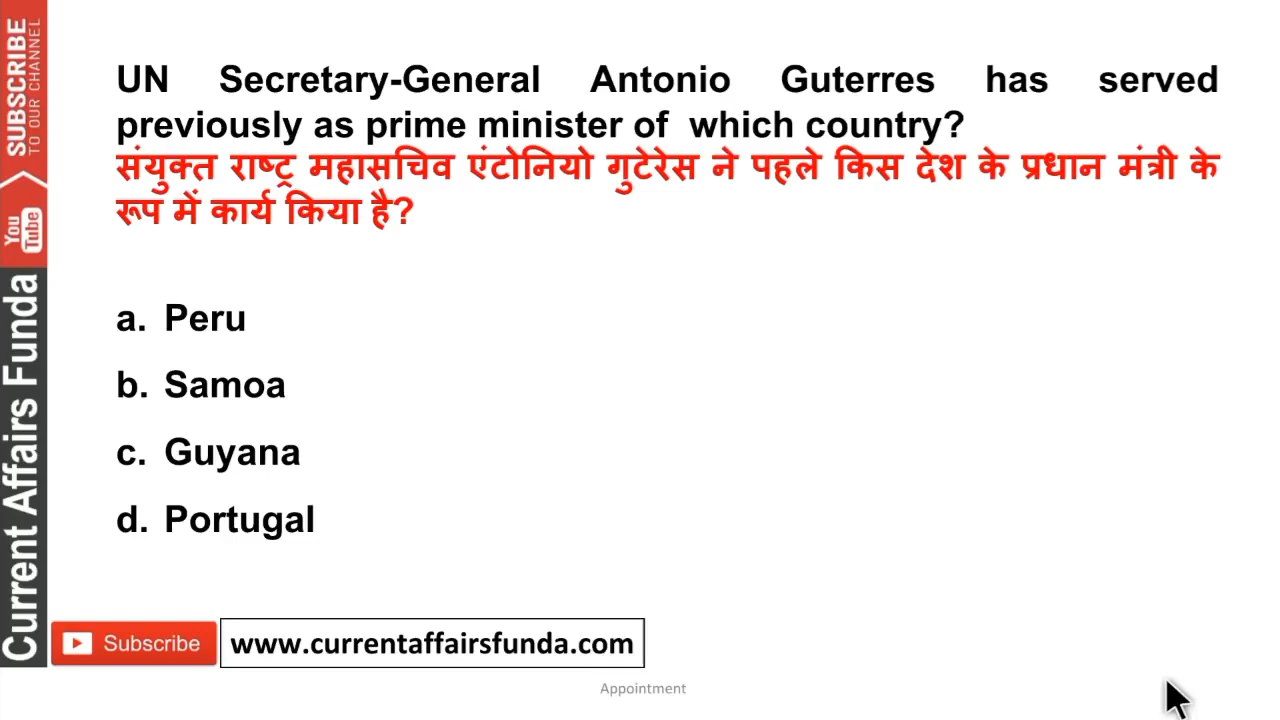 UN Secretary-General Antonio Guterres has served
previously as prime minister of which country?
संयुक्त राष्ट्र महासचिव एंटोनियो गुटेरेस ने पहले किस देश के प्रधान मंत्री के
रूप में कार्य किया है?
a. Peru
b. Samoa
c. Guyana
d. Portugal
SUBSCRIBE
TO OUR CHANNEL
You
Tube
Current Affairs Funda
Subscribe
www.currentaffairsfunda.com
Appointment